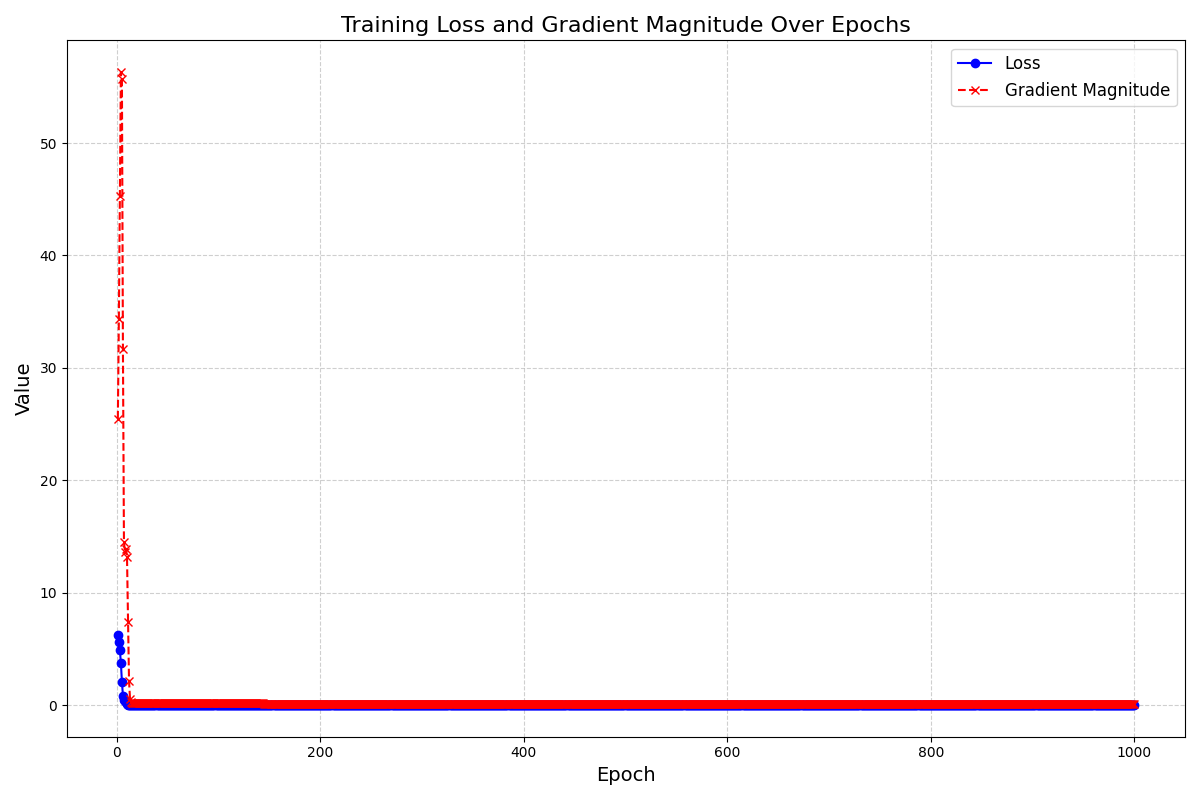 Training Loss and Gradient Magnitude Over Epochs
Loss
Gradient Magnitude
Value
50
40
30
20
10
0
0 200 400 600 800 1000
Epoch